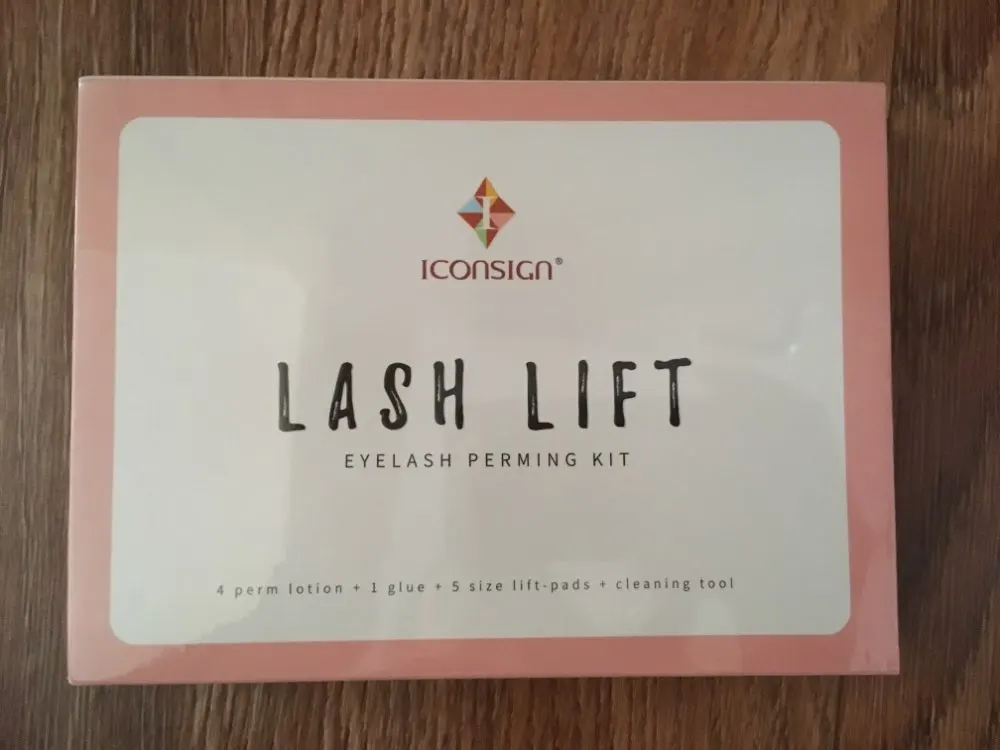 I
ICONSIGN®
LASH LIFT
EYELASH PERMING KIT
4 perm lotion + 1 glue + 5 size lift-pads + cleaning tool